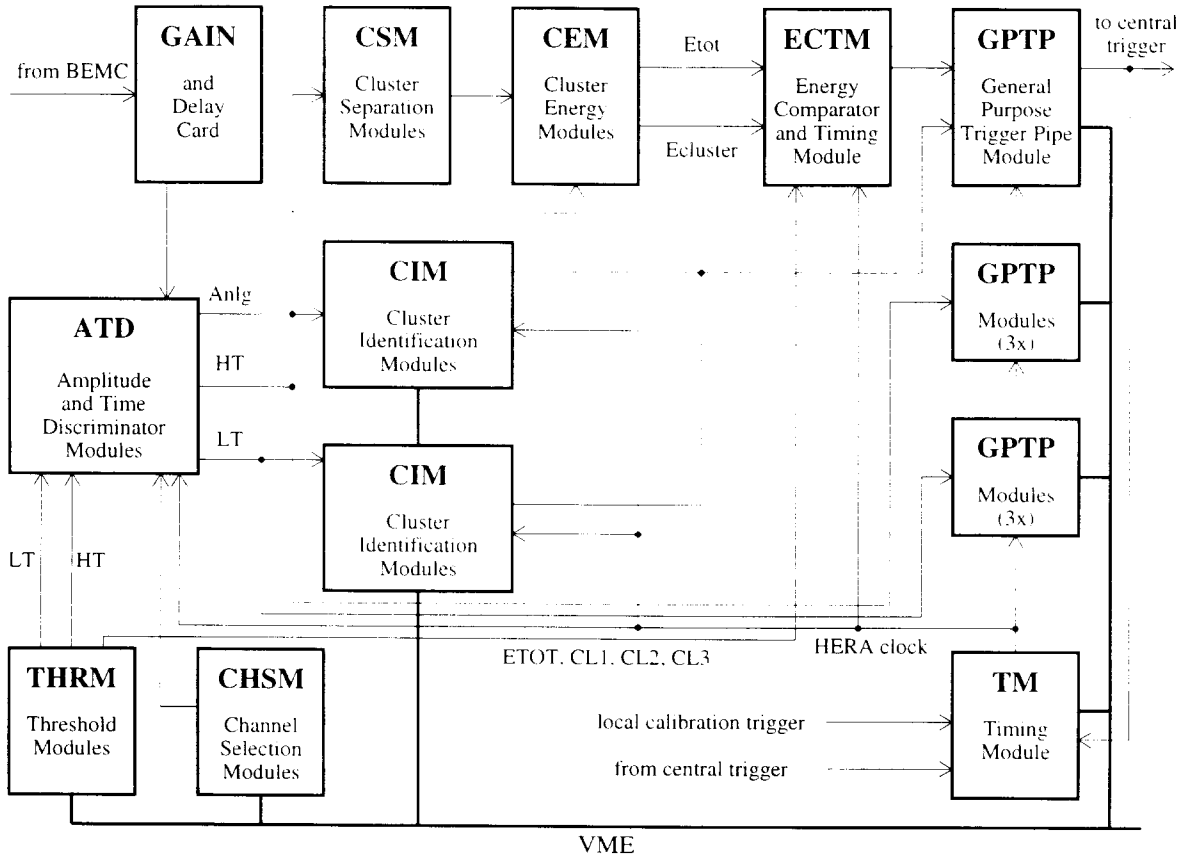 GAIN
and
Delay
Card
CSM
Cluster
Separation
Modules
CEM
Cluster
Energy
Modules
Etot
Ecluster
ECTM
Energy
Comparator
and Timing
Module
GPTP
General
Purpose
Trigger Pipe
Module
to central
trigger
from BEMC
CIM
Cluster
Identification
Modules
GPTP
Modules
(3x)
ATD
Amplitude
and Time
Discriminator
Modules
Anlg
HT
LT
CIM
Cluster
Identification
Modules
GPTP
Modules
(3x)
LT
HT
ETOT, CL1, CL2, CL3
HERA clock
THRM
Threshold
Modules
CHSM
Channel
Selection
Modules
local calibration trigger
from central trigger
TM
Timing
Module
VME